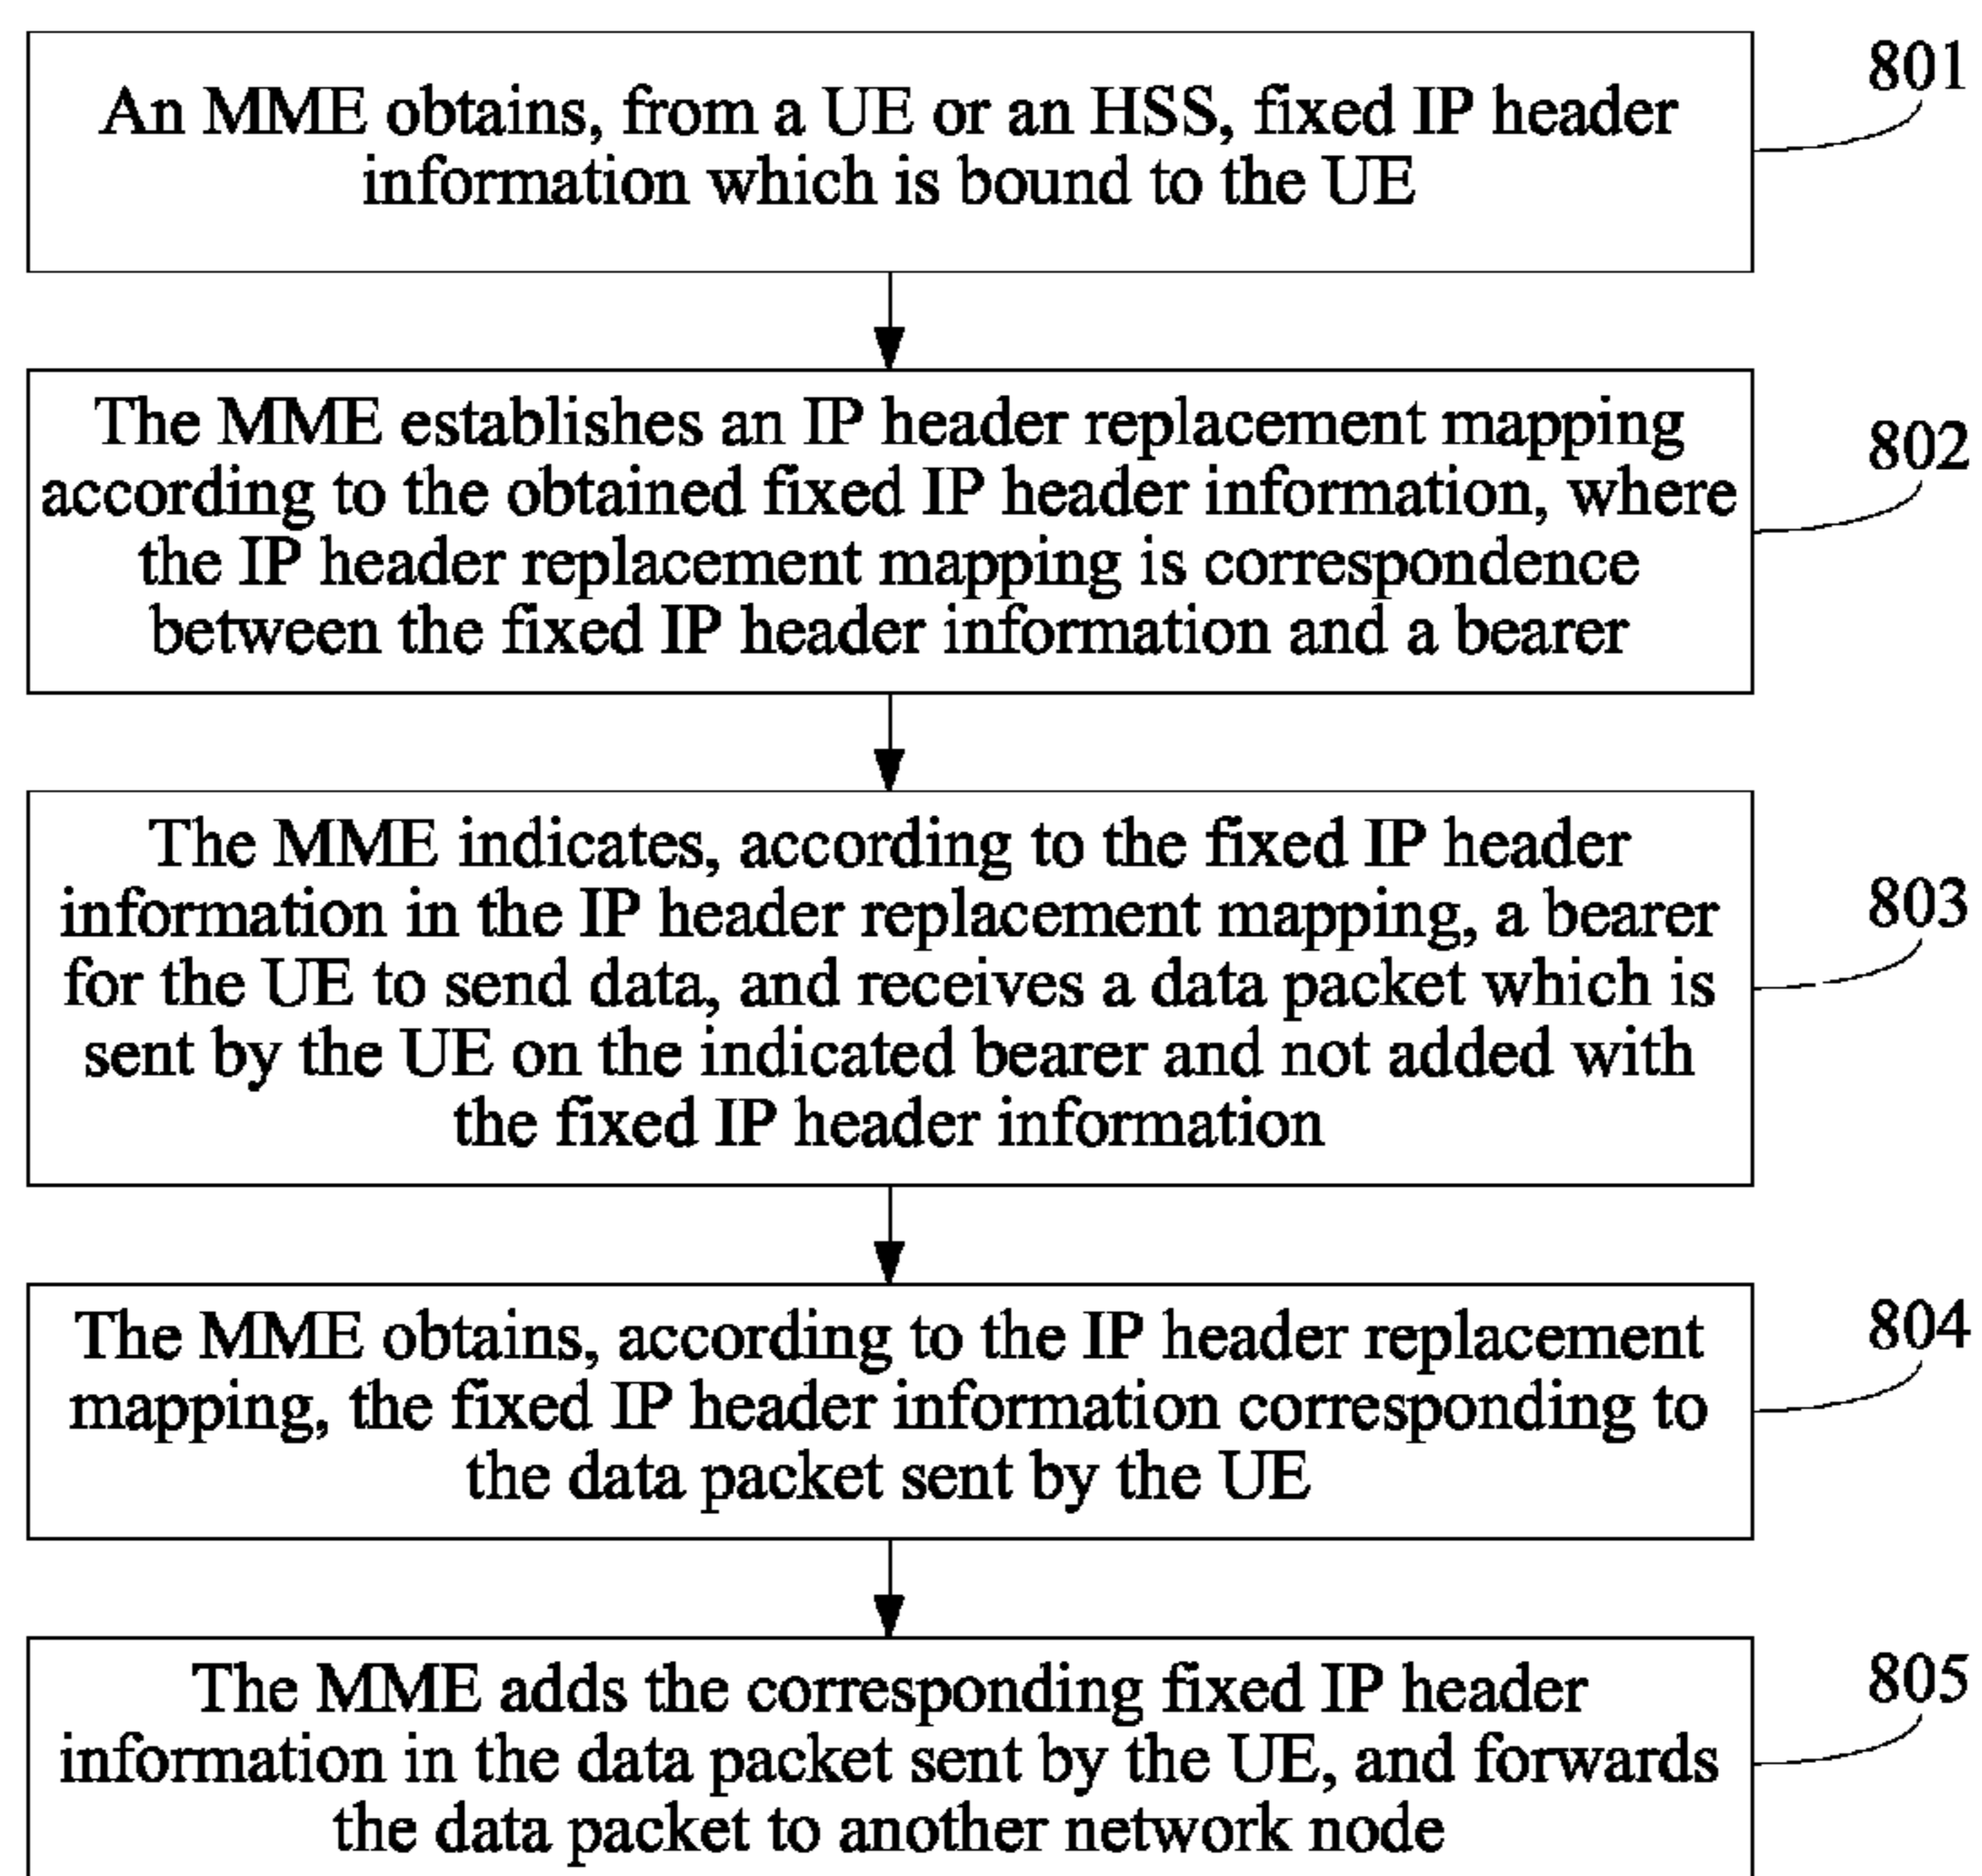 An MME obtains, from a UE or an HSS, fixed IP header
information which is bound to the UE
801
The MME establishes an IP header replacement mapping
according to the obtained fixed IP header information, where
the IP header replacement mapping is correspondence
between the fixed IP header information and a bearer
802
The MME indicates, according to the fixed IP header
information in the IP header replacement mapping, a bearer
for the UE to send data, and receives a data packet which is
sent by the UE on the indicated bearer and not added with
the fixed IP header information
803
The MME obtains, according to the IP header replacement
mapping, the fixed IP header information corresponding to
the data packet sent by the UE
804
The MME adds the corresponding fixed IP header
information in the data packet sent by the UE, and forwards
the data packet to another network node
805